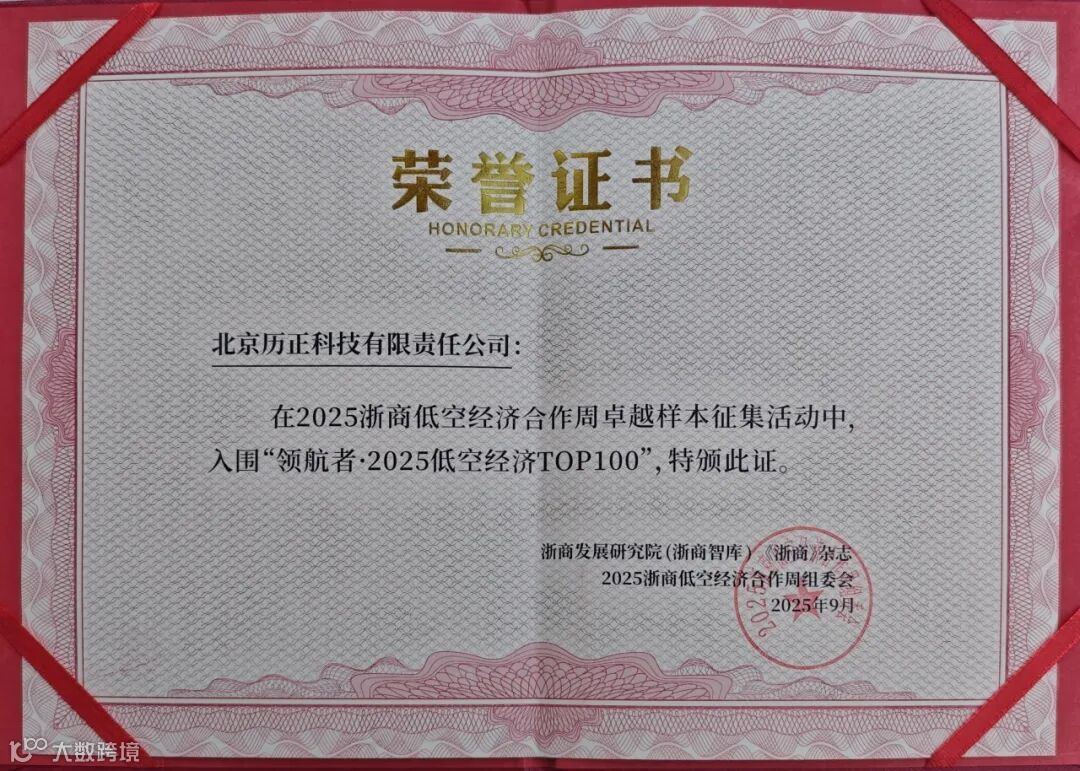 荣誉证书
HONORARY CREDENTIAL
北京历正科技有限责任公司：
在2025浙商低空经济合作周卓越样本征集活动中，
入围“领航者·2025低空经济TOP100”，特颁此证。
浙商发展研究院(浙商智库) 《浙商》杂志
2025浙商低空经济合作周组委会
2025年9月
大数跨境